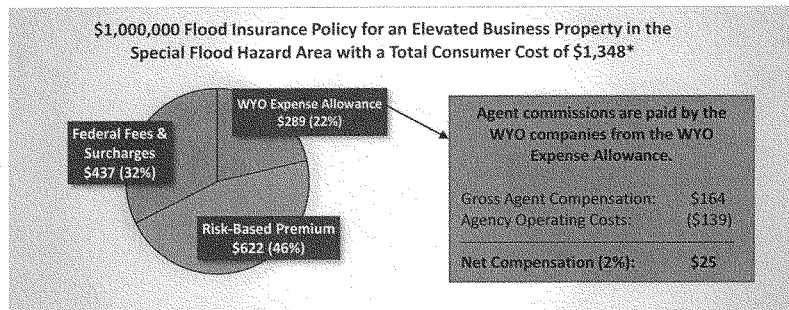 $1,000,000 Flood Insurance Policy for an Elevated Business Property in the
Special Flood Hazard Area with a Total Consumer Cost of $1,348*
WYO Expense Allowance
$289 (22%)
Federal Fees &
Surcharges
$437 (32%)
Risk-Based Premium
$622 (46%)
Agent commissions are paid by the
WYO companies from the WYO
Expense Allowance.
Gross Agent Compensation: $164
Agency Operating Costs: ($139)
Net Compensation (2%): $25